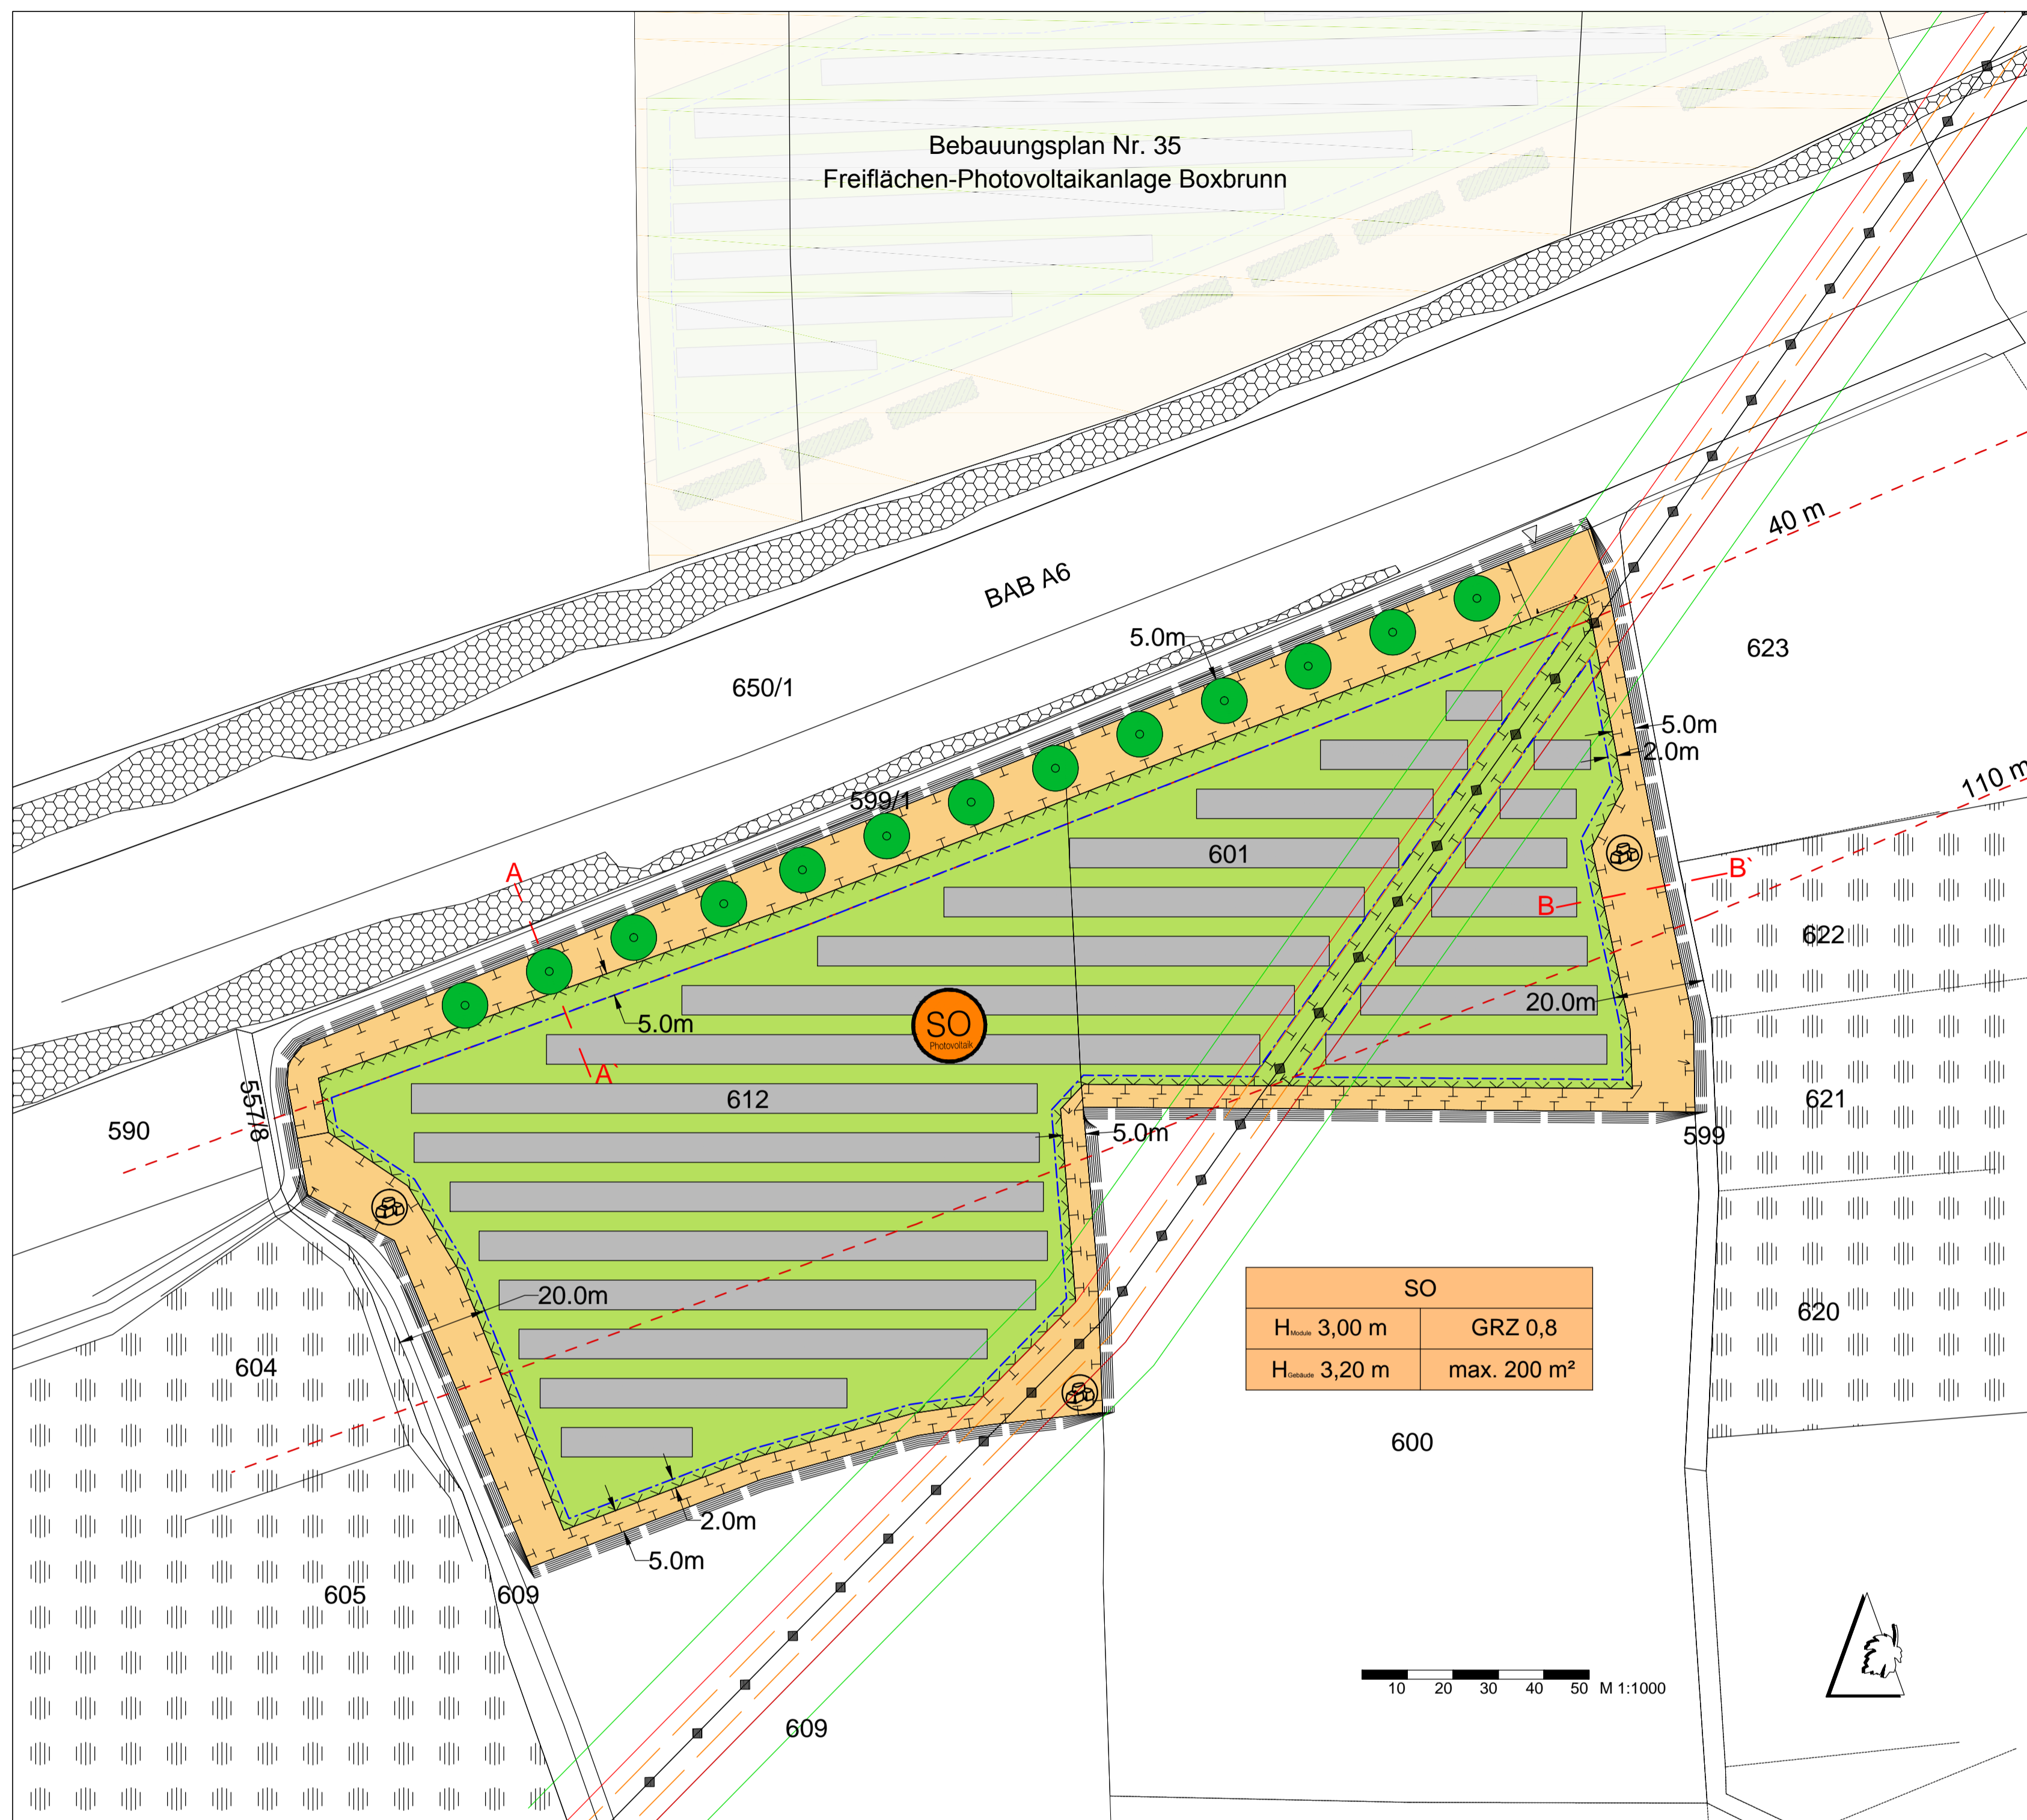 Bebauungsplan Nr. 35
Freiflächen-Photovoltaikanlage Boxbrunn
40 m
BAB A6
5.0m
623
650/1
5.0m
2.0m
110 m
599/1
601
A
B`
B
622
20.0m
5.0m
SO
Photovoltaik
A`
612
557/8
590
621
5.0m
599
20.0m
SO
H Module 3,00 m GRZ 0,8
H Gebäude 3,20 m max. 200 m²
620
604
600
2.0m
5.0m
605
609
10 20 30 40 50 M 1:1000
609